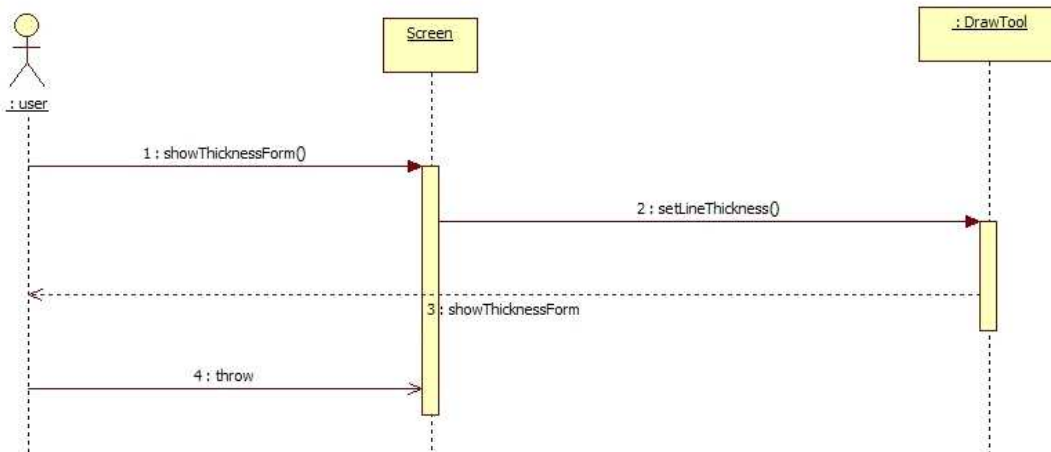 Screen
: DrawTool
: user
1 : showThicknessForm()
2 : setLineThickness()
3 : showThicknessForm
4 : throw